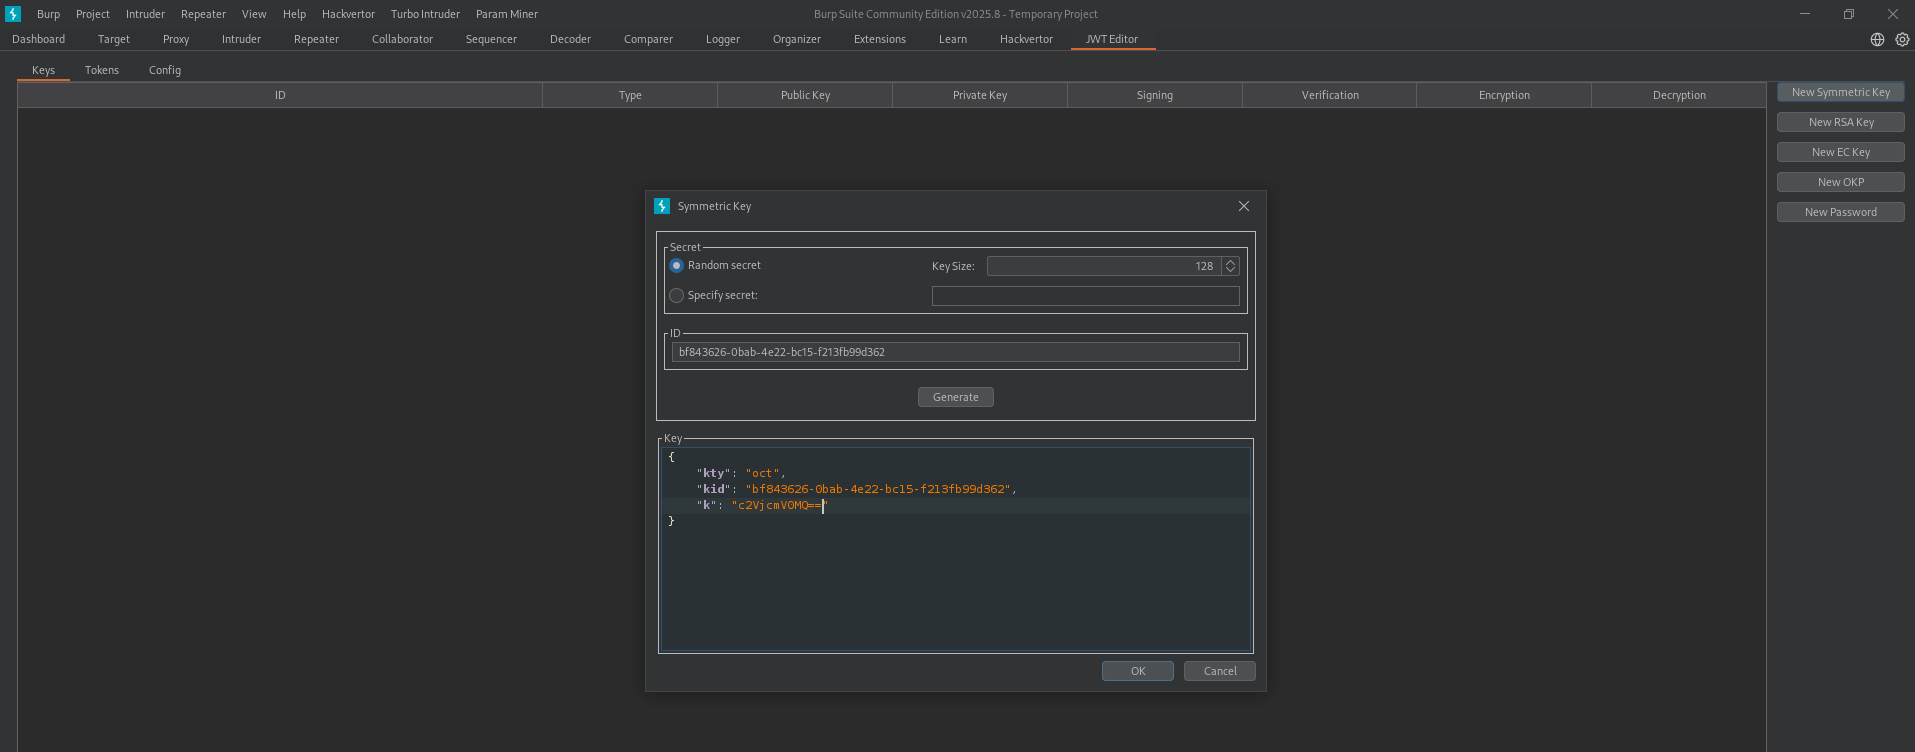 Burp Project Intruder Repeater View Help Hackvertor Turbo Intruder Param Miner Burp Suite Community Edition v2025.8 - Temporary Project
Dashboard Target Proxy Intruder Repeater Collaborator Sequencer Decoder Comparer Logger Organizer Extensions Learn Hackvertor JWT Editor
Keys Tokens Config
ID Type Public Key Private Key Signing Verification Encryption Decryption
New Symmetric Key
New RSA Key
New EC Key
New OKP
New Password
Symmetric Key
Secret
Random secret Key Size: 128
Specify secret:
ID
bf843626-0bab-4e22-bc15-f213fb99d362
Generate
Key
{
"kty": "oct",
"kid": "bf843626-0bab-4e22-bc15-f213fb99d362",
"k": "c2VjcmV0MQ=="
}
OK Cancel